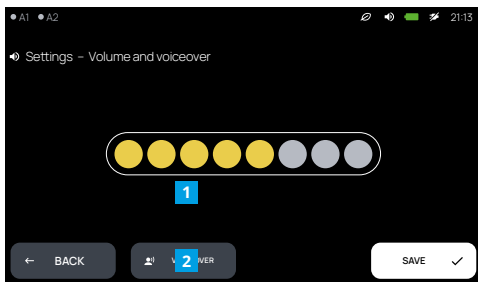 A1 A2 21:13
Settings – Volume and voiceover
1
← BACK
2
SAVE